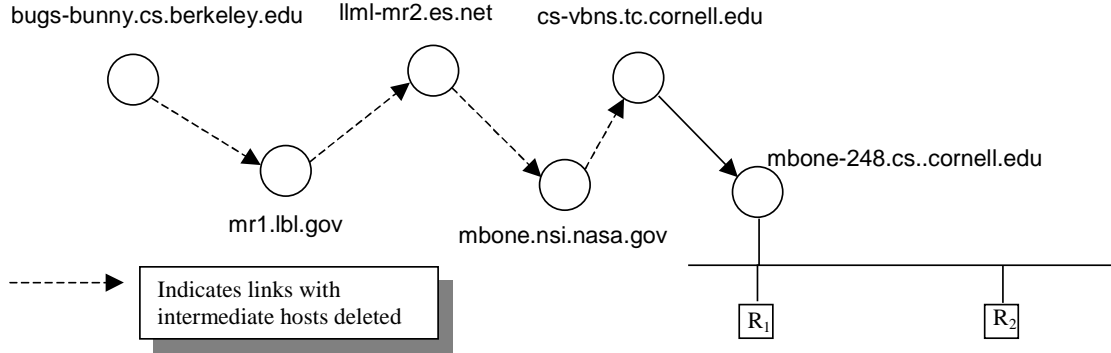 bugs-bunny.cs.berkeley.edu
llml-mr2.es.net
cs-vbns.tc.cornell.edu
mbone-248.cs..cornell.edu
mr1.lbl.gov
mbone.nsi.nasa.gov
Indicates links with
intermediate hosts deleted
R1
R2